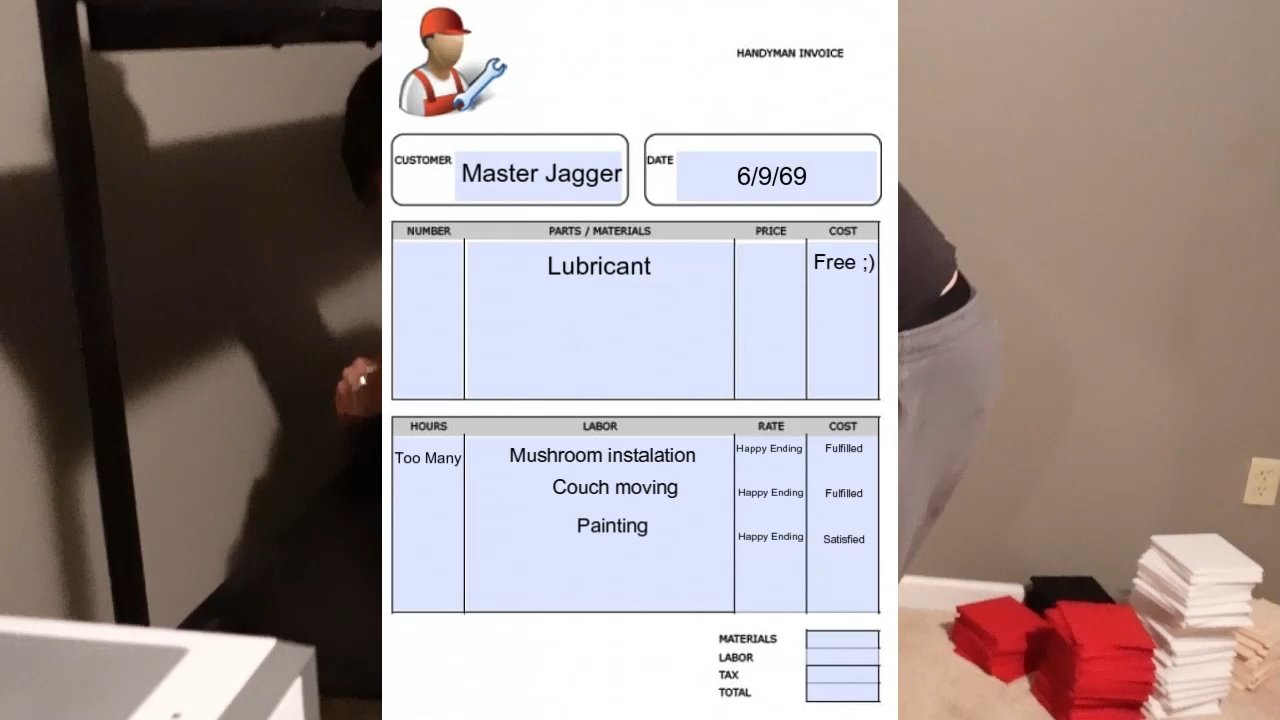 HANDYMAN INVOICE
CUSTOMER Master Jagger
DATE 6/9/69
NUMBER PARTS / MATERIALS PRICE COST
Lubricant Free ;)
HOURS LABOR RATE COST
Too Many Mushroom instalation Happy Ending Fulfilled
Couch moving Happy Ending Fulfilled
Painting Happy Ending Satisfied
MATERIALS
LABOR
TAX
TOTAL